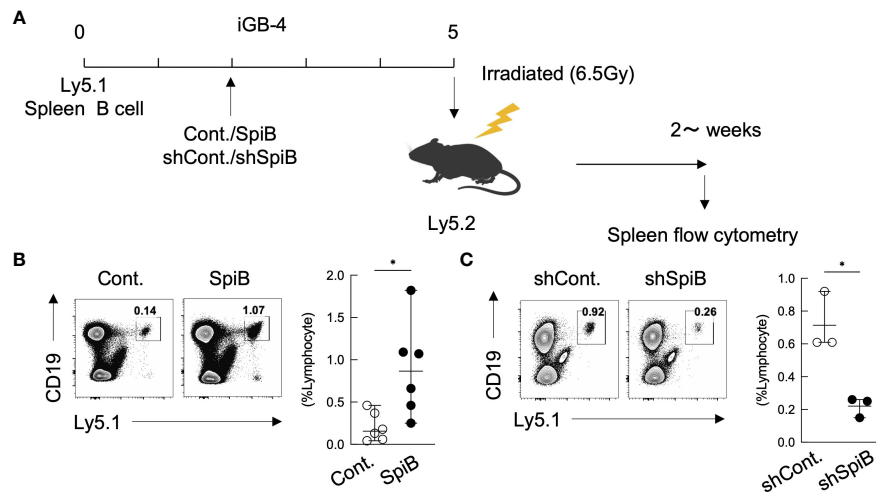 A
0
iGB-4
5
Ly5.1
Spleen B cell
Cont./SpiB
shCont./shSpiB
Irradiated (6.5Gy)
Ly5.2
2～ weeks
Spleen flow cytometry
B
Cont.
SpiB
0.14
1.07
CD19
Ly5.1
(%Lymphocyte)
2.0
1.5
1.0
0.5
0.0
*
Cont.
SpiB
C
shCont.
shSpiB
0.92
0.26
CD19
Ly5.1
(%Lymphocyte)
1.0
0.8
0.6
0.4
0.2
0.0
*
shCont.
shSpiB